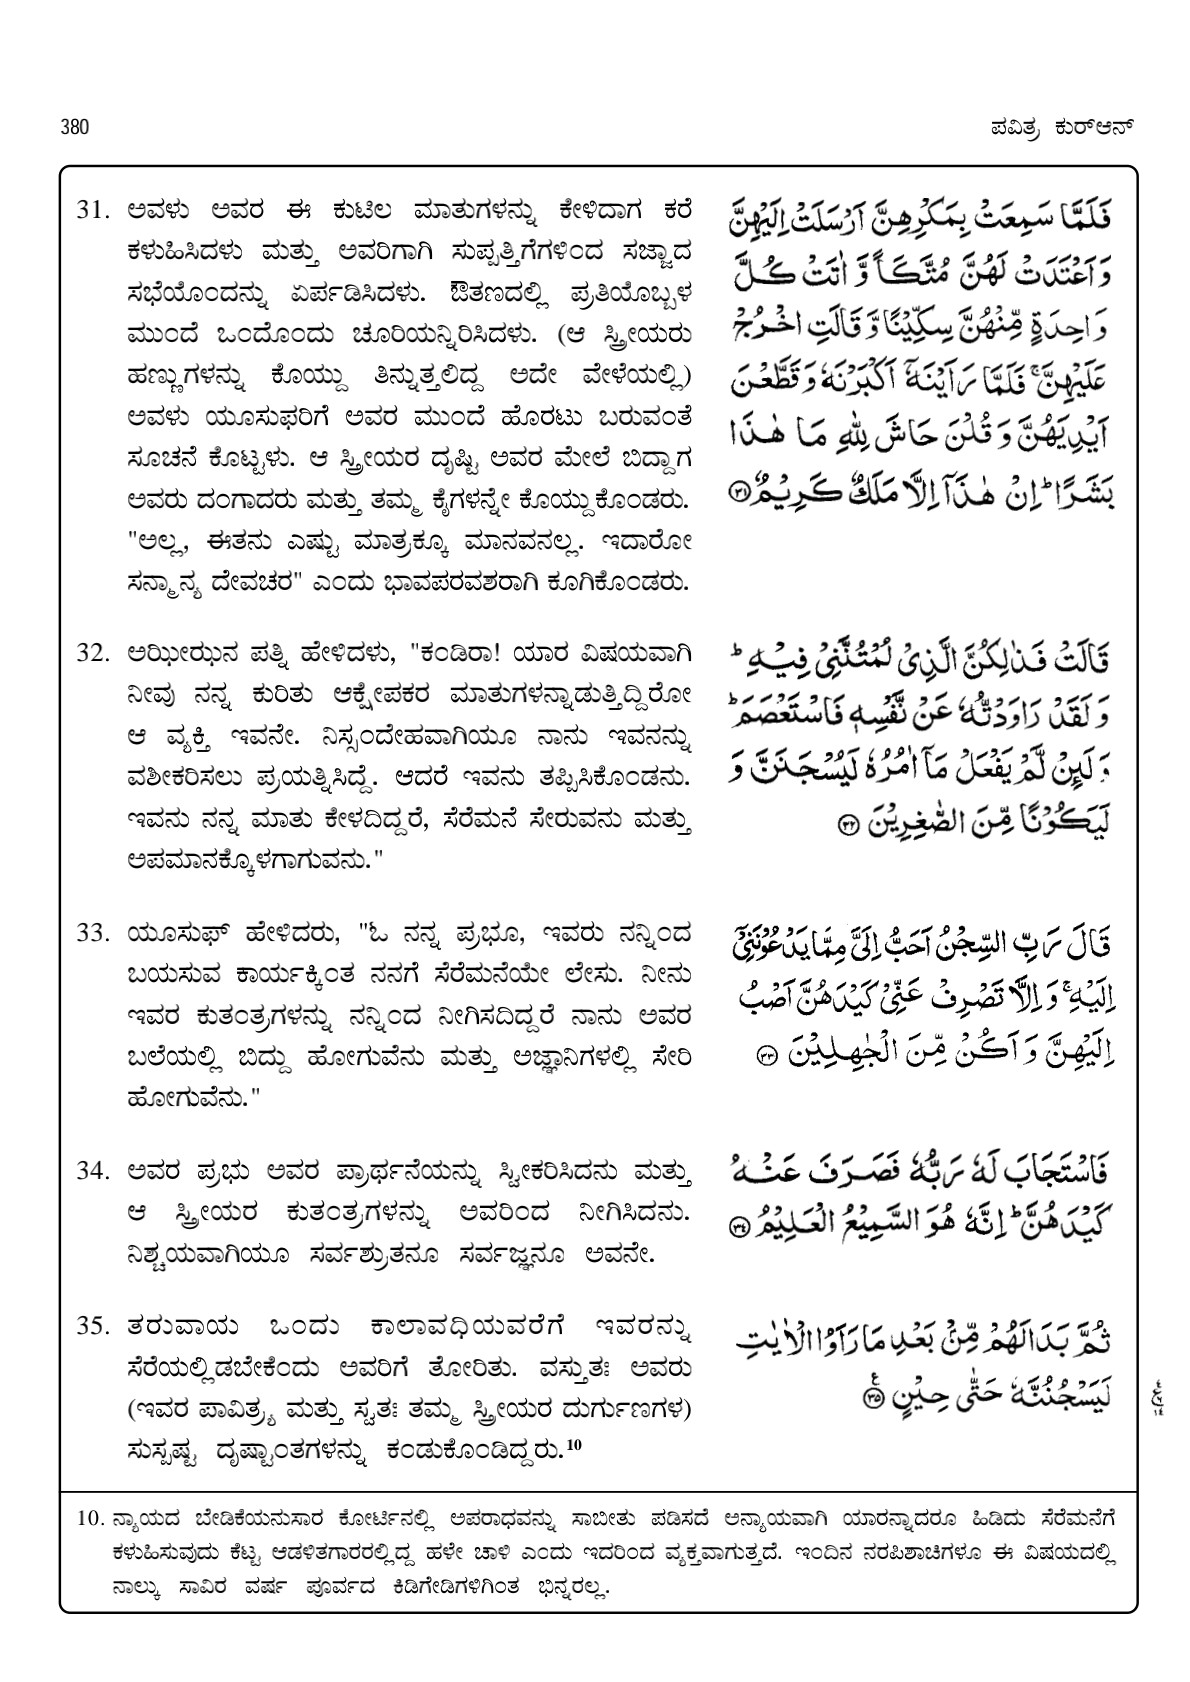 380
ಪವಿತ್ರ ಕುರ್‌ಆನ್
31. ಅವಳು ಅವರ ಈ ಕುಟಿಲ ಮಾತುಗಳನ್ನು ಕೇಳಿದಾಗ ಕರೆ
ಕಳುಹಿಸಿದಳು ಮತ್ತು ಅವರಿಗಾಗಿ ಸುಪ್ಪತ್ತಿಗೆಗಳಿಂದ ಸಜ್ಜಾದ
ಸಭೆಯೊಂದನ್ನು ಏರ್ಪಡಿಸಿದಳು. ಔತಣದಲ್ಲಿ ಪ್ರತಿಯೊಬ್ಬಳ
ಮುಂದೆ ಒಂದೊಂದು ಚೂರಿಯನ್ನಿರಿಸಿದಳು. (ಆ ಸ್ತ್ರೀಯರು
ಹಣ್ಣುಗಳನ್ನು ಕೊಯ್ದು ತಿನ್ನುತ್ತಲಿದ್ದ ಅದೇ ವೇಳೆಯಲ್ಲಿ)
ಅವಳು ಯೂಸುಫರಿಗೆ ಅವರ ಮುಂದೆ ಹೊರಟು ಬರುವಂತೆ
ಸೂಚನೆ ಕೊಟ್ಟಳು. ಆ ಸ್ತ್ರೀಯರ ದೃಷ್ಟಿ ಅವರ ಮೇಲೆ ಬಿದ್ದಾಗ
ಅವರು ದಂಗಾದರು ಮತ್ತು ತಮ್ಮ ಕೈಗಳನ್ನೇ ಕೊಯ್ದುಕೊಂಡರು.
"ಅಲ್ಲ, ಈತನು ಎಷ್ಟು ಮಾತ್ರಕ್ಕೂ ಮಾನವನಲ್ಲ. ಇದಾರೋ
ಸನ್ಮಾನ್ಯ ದೇವಚರ" ಎಂದು ಭಾವಪರವಶರಾಗಿ ಕೂಗಿಕೊಂಡರು.
فَلَمَّا سَمِعَتْ بِمَكْرِهِنَّ اَرْسَلَتْ اِلَيْهِنَّ
وَاَعْتَدَتْ لَهُنَّ مُتَّكَاً وَّاٰتَتْ كُلَّ
وَاحِدَةٍ مِّنْهُنَّ سِكِّيْنًا وَّقَالَتِ اخْرُجْ
عَلَيْهِنَّ ۚ فَلَمَّا رَاَيْنَهٗٓ اَكْبَرْنَهٗ وَقَطَّعْنَ
اَيْدِيَهُنَّ وَقُلْنَ حَاشَ لِلّٰهِ مَا هٰذَا
بَشَرًا ؕ اِنْ هٰذَآ اِلَّا مَلَكٌ كَرِيْمٌ ﴿۳۱﴾
32. ಅಝೀಝನ ಪತ್ನಿ ಹೇಳಿದಳು, "ಕಂಡಿರಾ! ಯಾರ ವಿಷಯವಾಗಿ
ನೀವು ನನ್ನ ಕುರಿತು ಆಕ್ಷೇಪಕರ ಮಾತುಗಳನ್ನಾಡುತ್ತಿದ್ದಿರೋ
ಆ ವ್ಯಕ್ತಿ ಇವನೇ. ನಿಸ್ಸಂದೇಹವಾಗಿಯೂ ನಾನು ಇವನನ್ನು
ವಶೀಕರಿಸಲು ಪ್ರಯತ್ನಿಸಿದ್ದೆ. ಆದರೆ ಇವನು ತಪ್ಪಿಸಿಕೊಂಡನು.
ಇವನು ನನ್ನ ಮಾತು ಕೇಳದಿದ್ದರೆ, ಸೆರೆಮನೆ ಸೇರುವನು ಮತ್ತು
ಅಪಮಾನಕ್ಕೊಳಗಾಗುವನು."
قَالَتْ فَذٰلِكُنَّ الَّذِيْ لُمْتُنَّنِيْ فِيْهِ ؕ
وَلَقَدْ رَاوَدْتُّهٗ عَنْ نَّفْسِهٖ فَاسْتَعْصَمَ ؕ
وَلَئِنْ لَّمْ يَفْعَلْ مَآ اٰمُرُهٗ لَيُسْجَنَنَّ وَ
لَيَكُوْنًا مِّنَ الصّٰغِرِيْنَ ﴿۳۲﴾
33. ಯೂಸುಫ್ ಹೇಳಿದರು, "ಓ ನನ್ನ ಪ್ರಭೂ, ಇವರು ನನ್ನಿಂದ
ಬಯಸುವ ಕಾರ್ಯಕ್ಕಿಂತ ನನಗೆ ಸೆರೆಮನೆಯೇ ಲೇಸು. ನೀನು
ಇವರ ಕುತಂತ್ರಗಳನ್ನು ನನ್ನಿಂದ ನೀಗಿಸದಿದ್ದರೆ ನಾನು ಅವರ
ಬಲೆಯಲ್ಲಿ ಬಿದ್ದು ಹೋಗುವೆನು ಮತ್ತು ಅಜ್ಞಾನಿಗಳಲ್ಲಿ ಸೇರಿ
ಹೋಗುವೆನು."
قَالَ رَبِّ السِّجْنُ اَحَبُّ اِلَيَّ مِمَّا يَدْعُوْنَنِيْٓ
اِلَيْهِ ۚ وَاِلَّا تَصْرِفْ عَنِّيْ كَيْدَهُنَّ اَصْبُ
اِلَيْهِنَّ وَاَكُنْ مِّنَ الْجٰهِلِيْنَ ﴿۳۳﴾
34. ಅವರ ಪ್ರಭು ಅವರ ಪ್ರಾರ್ಥನೆಯನ್ನು ಸ್ವೀಕರಿಸಿದನು ಮತ್ತು
ಆ ಸ್ತ್ರೀಯರ ಕುತಂತ್ರಗಳನ್ನು ಅವರಿಂದ ನೀಗಿಸಿದನು.
ನಿಶ್ಚಯವಾಗಿಯೂ ಸರ್ವಶ್ರುತನೂ ಸರ್ವಜ್ಞನೂ ಅವನೇ.
فَاسْتَجَابَ لَهٗ رَبُّهٗ فَصَرَفَ عَنْهُ
كَيْدَهُنَّ ؕ اِنَّهٗ هُوَ السَّمِيْعُ الْعَلِيْمُ ﴿۳۴﴾
35. ತರುವಾಯ ಒಂದು ಕಾಲಾವಧಿಯವರೆಗೆ ಇವರನ್ನು
ಸೆರೆಯಲ್ಲಿಡಬೇಕೆಂದು ಅವರಿಗೆ ತೋರಿತು. ವಸ್ತುತಃ ಅವರು
(ಇವರ ಪಾವಿತ್ರ್ಯ ಮತ್ತು ಸ್ವತಃ ತಮ್ಮ ಸ್ತ್ರೀಯರ ದುರ್ಗುಣಗಳ)
ಸುಸ್ಪಷ್ಟ ದೃಷ್ಟಾಂತಗಳನ್ನು ಕಂಡುಕೊಂಡಿದ್ದರು.10
ثُمَّ بَدَا لَهُمْ مِّنْۢ بَعْدِ مَا رَاَوُا الْاٰيٰتِ
لَيَسْجُنُنَّهٗ حَتّٰى حِيْنٍ ﴿۳۵﴾
10. ನ್ಯಾಯದ ಬೇಡಿಕೆಯನುಸಾರ ಕೋರ್ಟಿನಲ್ಲಿ ಅಪರಾಧವನ್ನು ಸಾಬೀತು ಪಡಿಸದೆ ಅನ್ಯಾಯವಾಗಿ ಯಾರನ್ನಾದರೂ ಹಿಡಿದು ಸೆರೆಮನೆಗೆ
ಕಳುಹಿಸುವುದು ಕೆಟ್ಟ ಆಡಳಿತಗಾರರಲ್ಲಿದ್ದ ಹಳೇ ಚಾಳಿ ಎಂದು ಇದರಿಂದ ವ್ಯಕ್ತವಾಗುತ್ತದೆ. ಇಂದಿನ ನರಪಿಶಾಚಿಗಳೂ ಈ ವಿಷಯದಲ್ಲಿ
ನಾಲ್ಕು ಸಾವಿರ ವರ್ಷ ಪೂರ್ವದ ಕಿಡಿಗೇಡಿಗಳಿಗಿಂತ ಭಿನ್ನರಲ್ಲ.